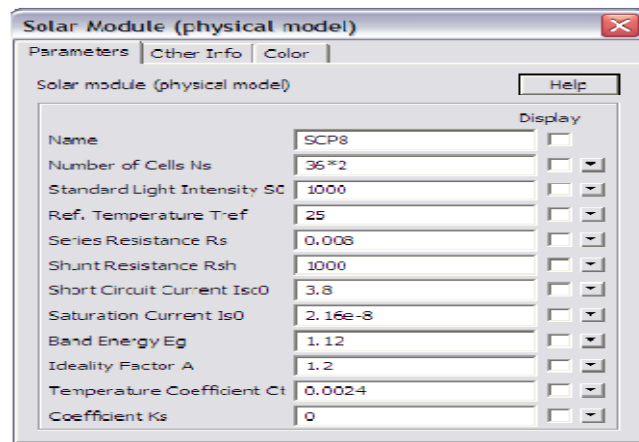 Solar Module (physical model)
Parameters Other Info Color
Solar module (physical model) Help
Display
Name SCP8
Number of Cells Ns 36*2
Standard Light Intensity S0 1000
Ref. Temperature Tref 25
Series Resistance Rs 0.008
Shunt Resistance Rsh 1000
Short Circuit Current Isc0 3.8
Saturation Current Is0 2.16e-8
Band Energy Eg 1.12
Ideality Factor A 1.2
Temperature Coefficient Ct 0.0024
Coefficient Ks 0